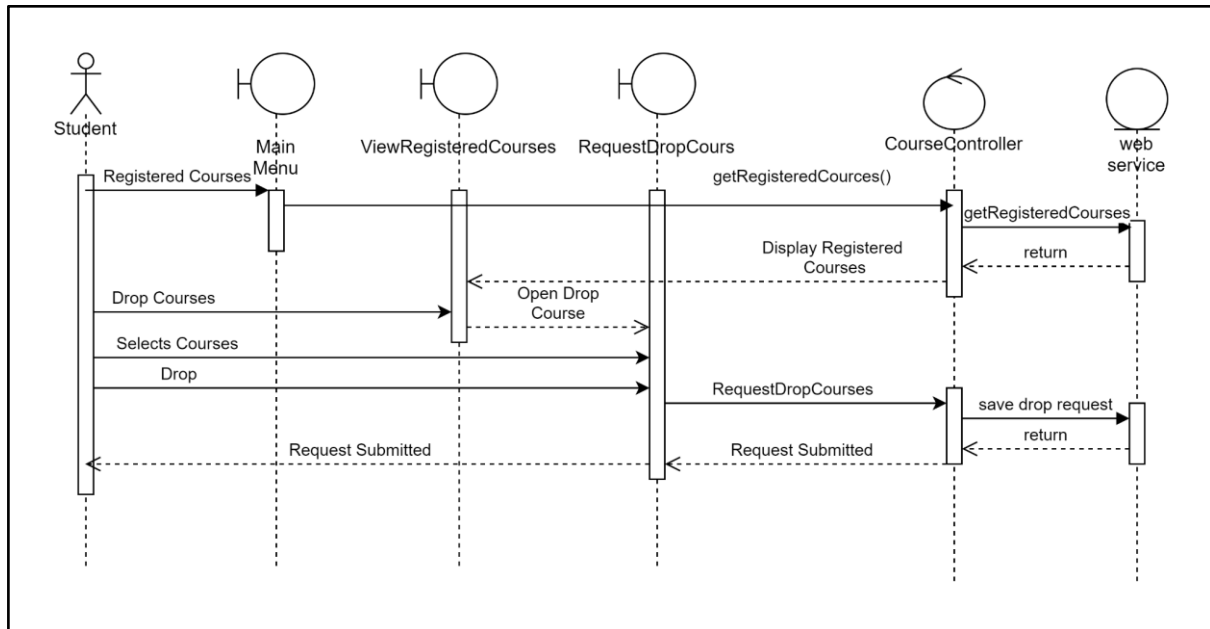 Student
Main
Menu
ViewRegisteredCourses
RequestDropCours
CourseController
web
service
Registered Courses
getRegisteredCources()
getRegisteredCourses
Display Registered
Courses
return
Drop Courses
Open Drop
Course
Selects Courses
Drop
RequestDropCourses
save drop request
return
Request Submitted
Request Submitted